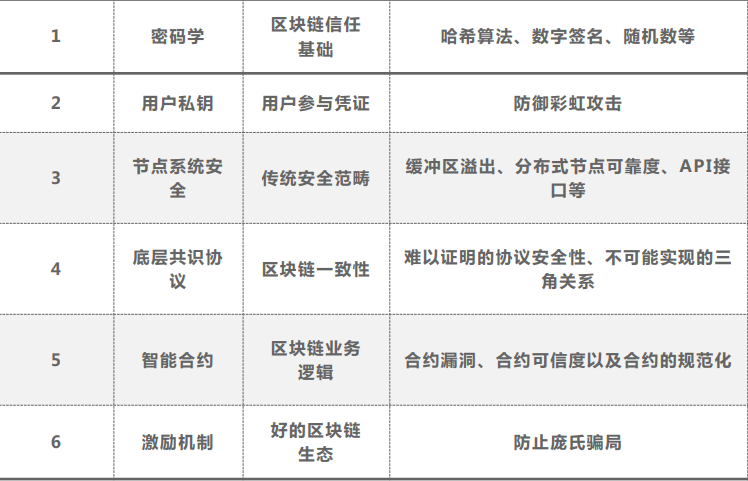 1 密码学 区块链信任基础 哈希算法、数字签名、随机数等
2 用户私钥 用户参与凭证 防御彩虹攻击
3 节点系统安全 传统安全范畴 缓冲区溢出、分布式节点可靠度、API接口等
4 底层共识协议 区块链一致性 难以证明的协议安全性、不可能实现的三角关系
5 智能合约 区块链业务逻辑 合约漏洞、合约可信度以及合约的规范化
6 激励机制 好的区块链生态 防止庞氏骗局